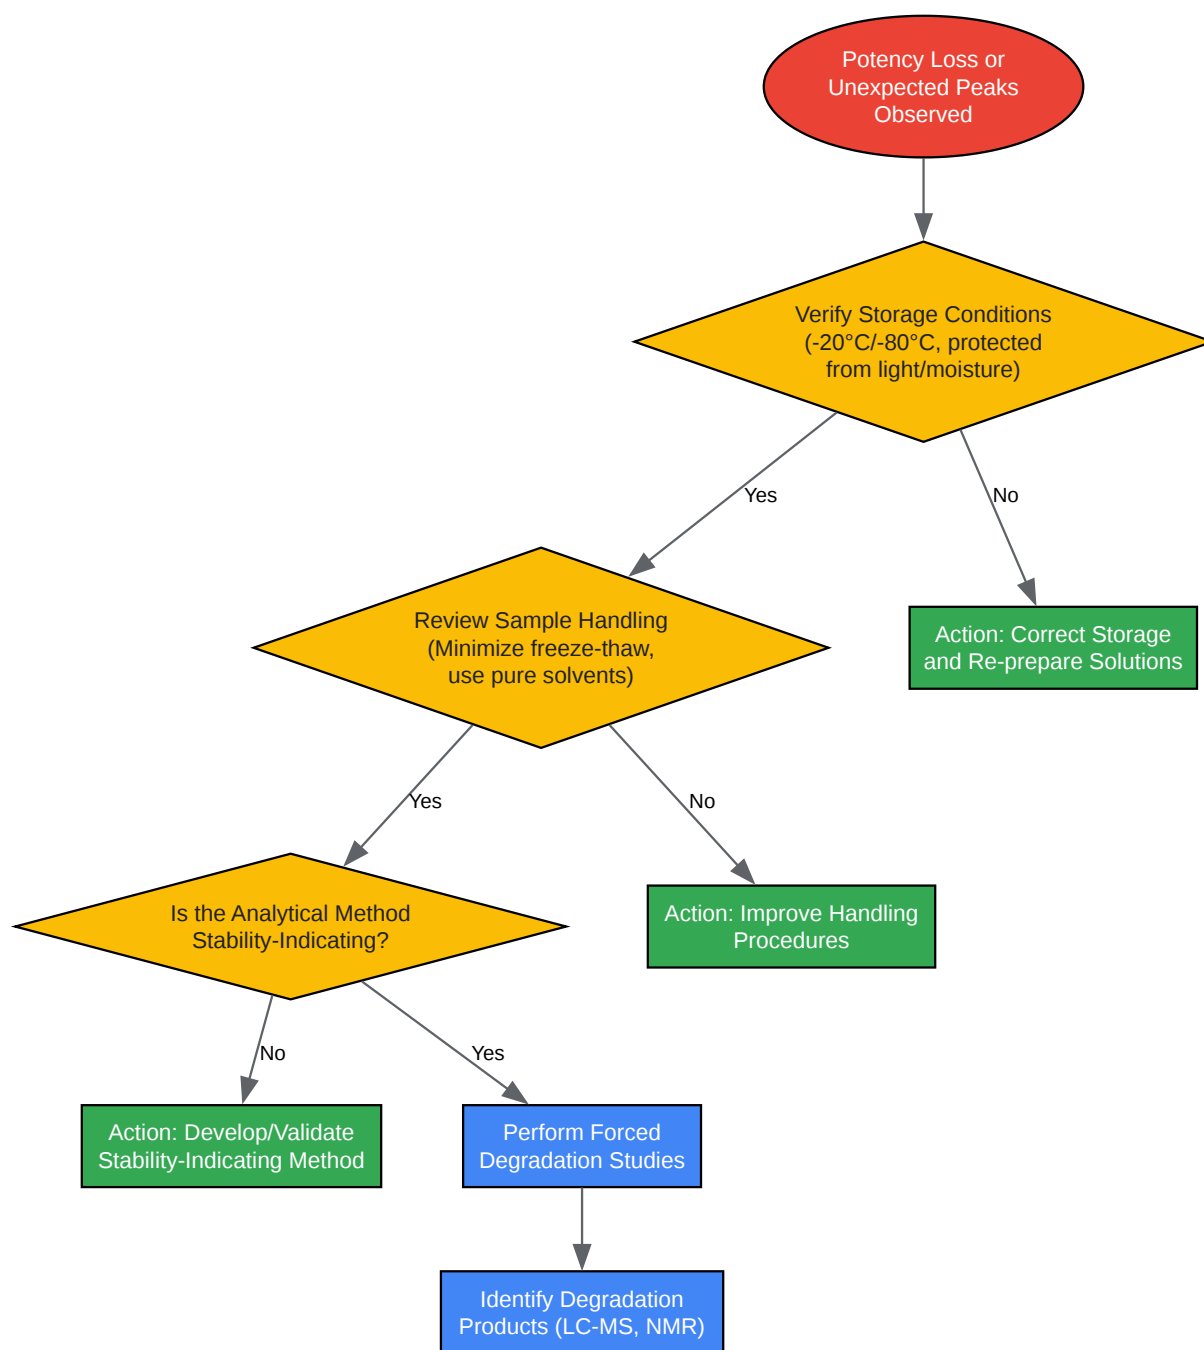 Potency Loss or
Unexpected Peaks
Observed
Verify Storage Conditions
(-20°C/-80°C, protected
from light/moisture)
Yes
No
Review Sample Handling
(Minimize freeze-thaw,
use pure solvents)
Action: Correct Storage
and Re-prepare Solutions
Yes
No
Is the Analytical Method
Stability-Indicating?
Action: Improve Handling
Procedures
No
Yes
Action: Develop/Validate
Stability-Indicating Method
Perform Forced
Degradation Studies
Identify Degradation
Products (LC-MS, NMR)